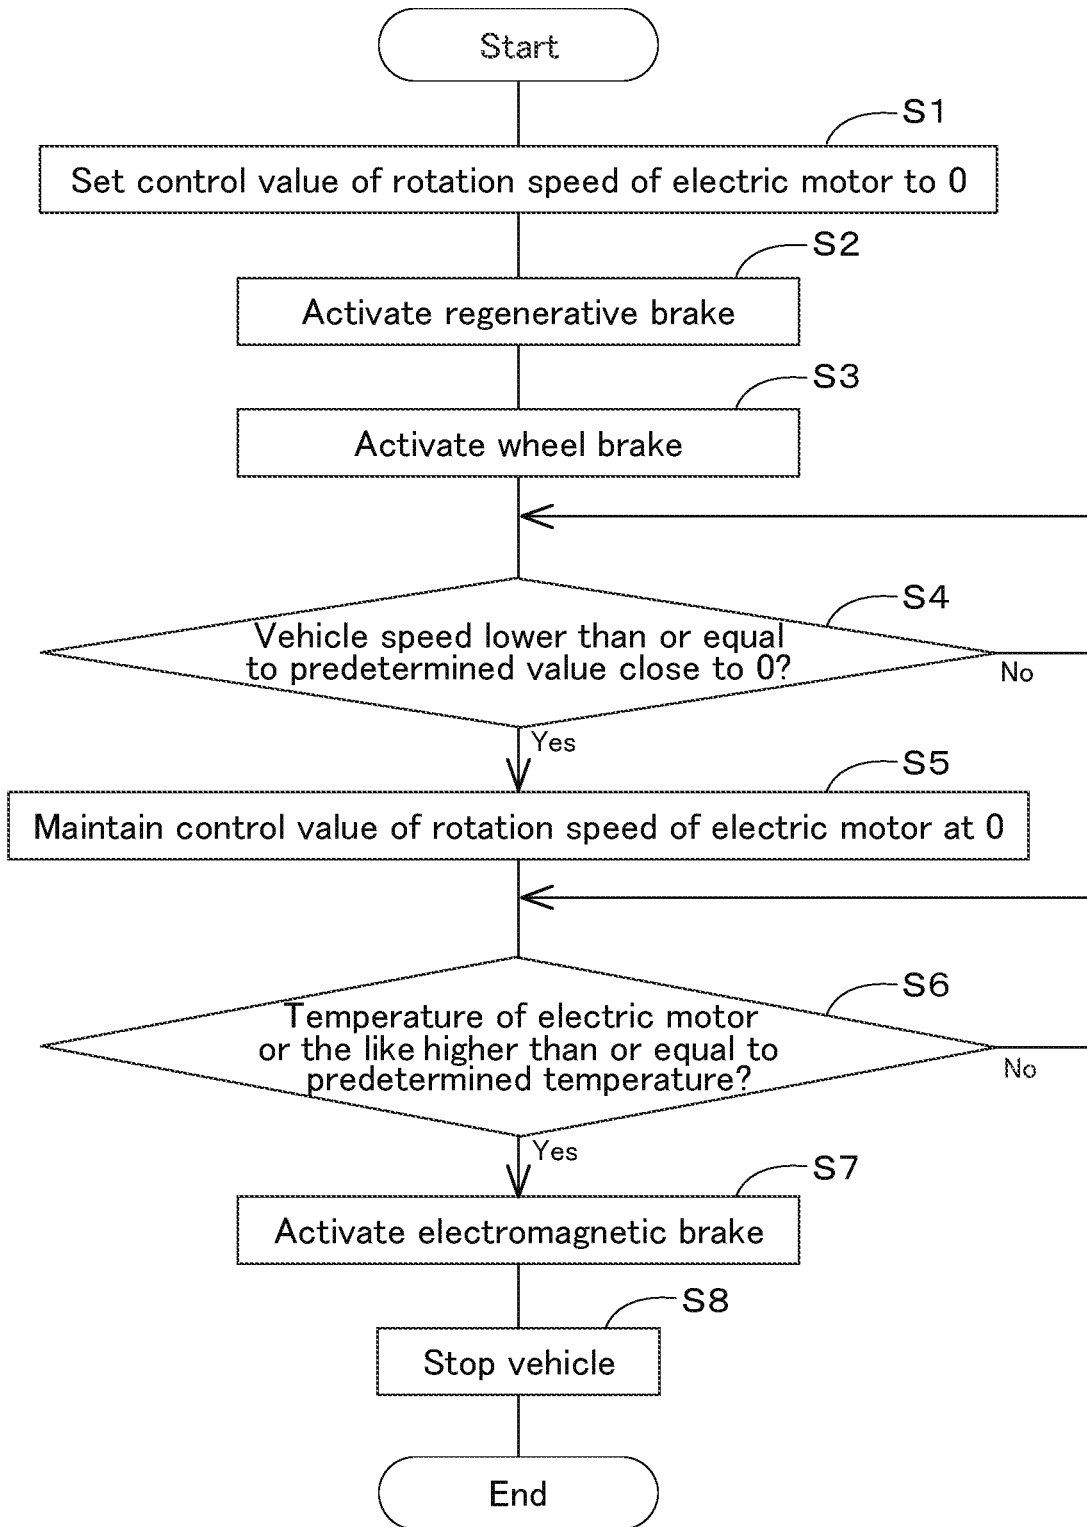 Start
S1
Set control value of rotation speed of electric motor to 0
S2
Activate regenerative brake
S3
Activate wheel brake
S4
Vehicle speed lower than or equal
to predetermined value close to 0?
No
Yes
S5
Maintain control value of rotation speed of electric motor at 0
S6
Temperature of electric motor
or the like higher than or equal to
predetermined temperature?
No
Yes
S7
Activate electromagnetic brake
S8
Stop vehicle
End